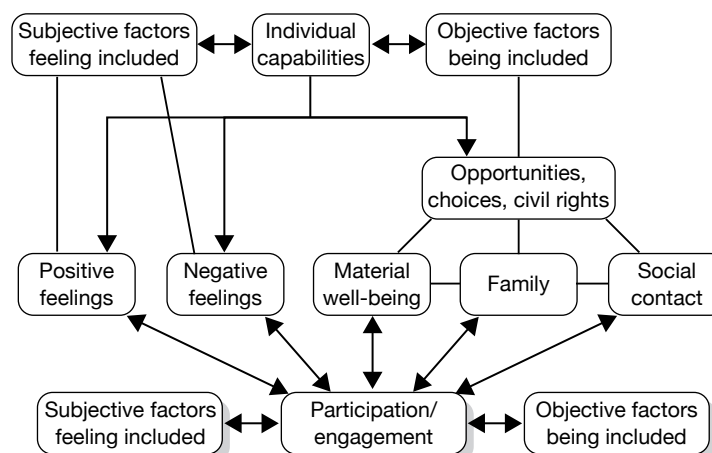 Subjective factors
feeling included
Individual
capabilities
Objective factors
being included
Opportunities,
choices, civil rights
Positive
feelings
Negative
feelings
Material
well-being
Family
Social
contact
Subjective factors
feeling included
Participation/
engagement
Objective factors
being included